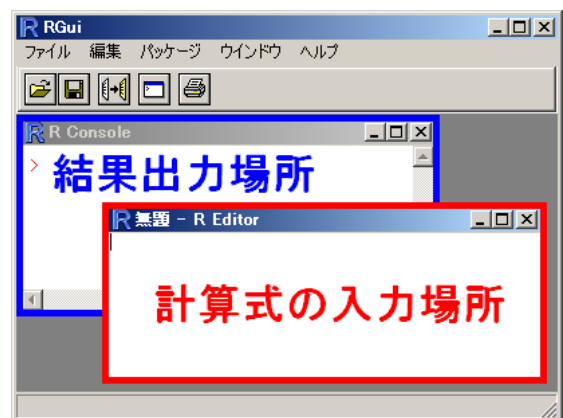 RGui
ファイル 編集 パッケージ ウインドウ ヘルプ
R Console
> 結果出力場所
無題 - R Editor
計算式の入力場所